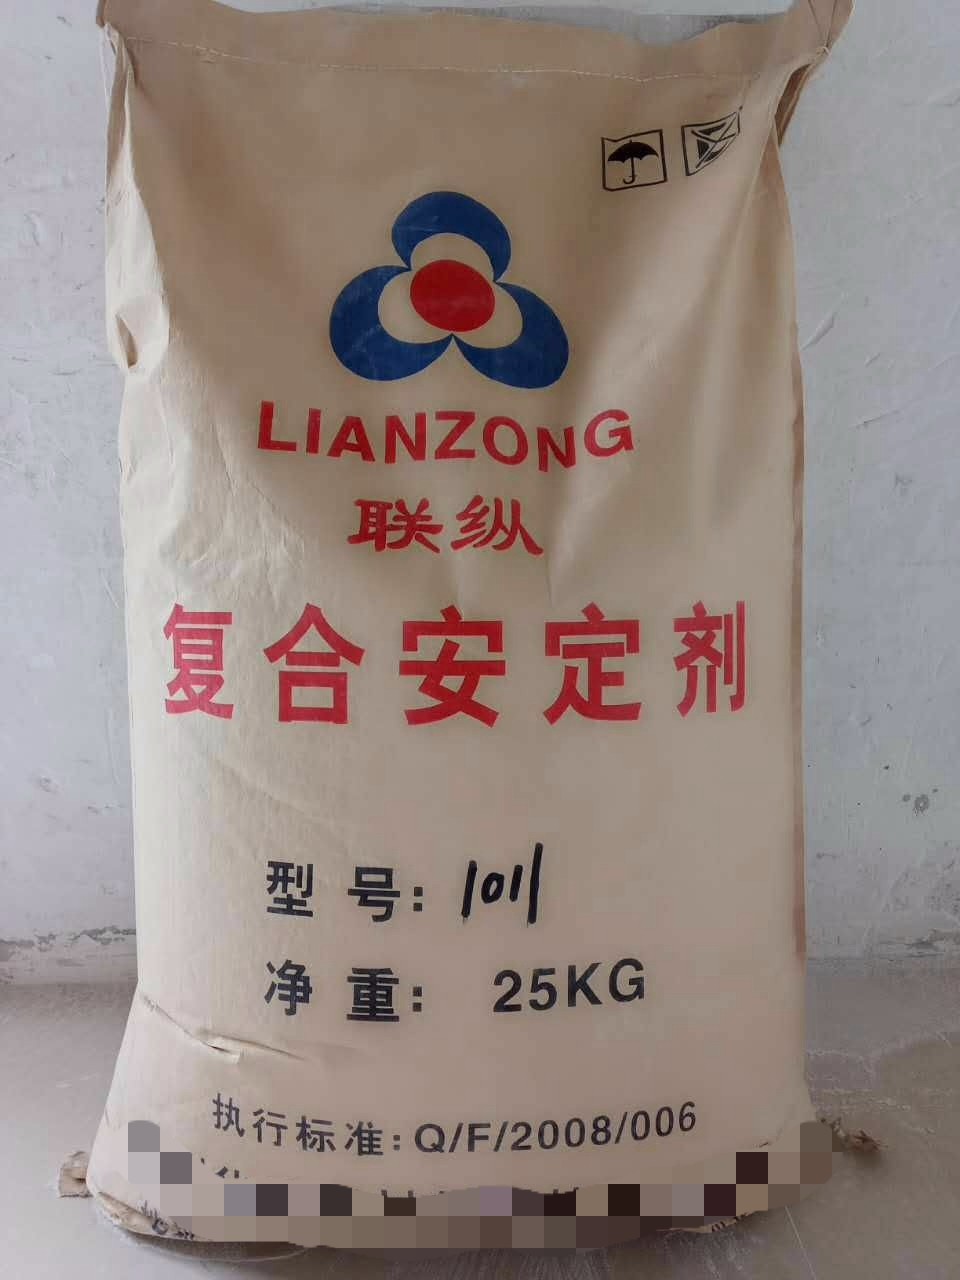 LIANZONG
联纵
复合安定剂
型号: 1011
净重: 25KG
执行标准: Q/F/2008/006